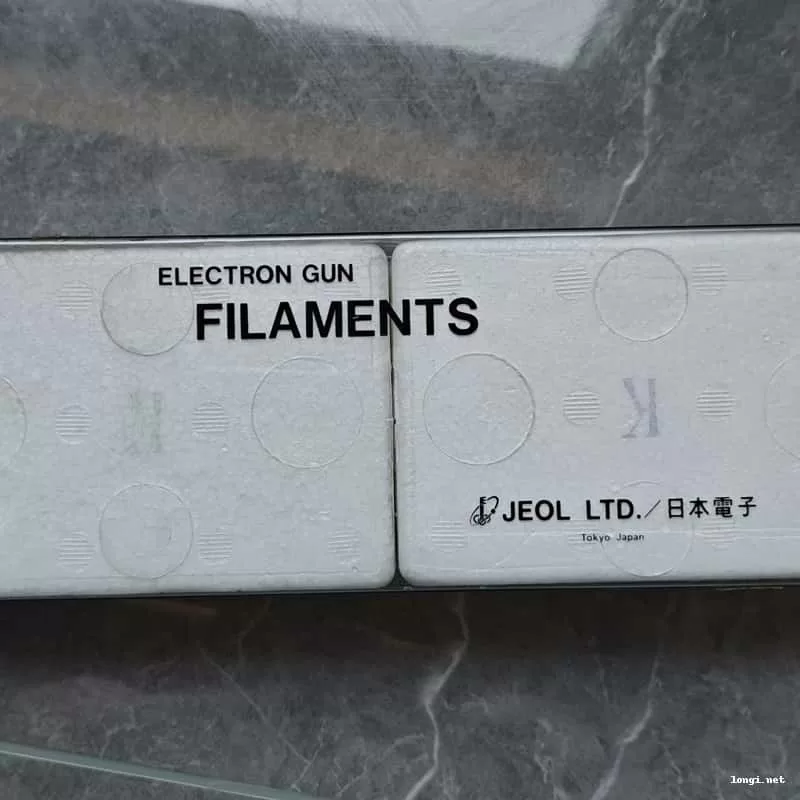 ELECTRON GUN
FILAMENTS
K
JEOL LTD./日本電子
Tokyo Japan
longi.net